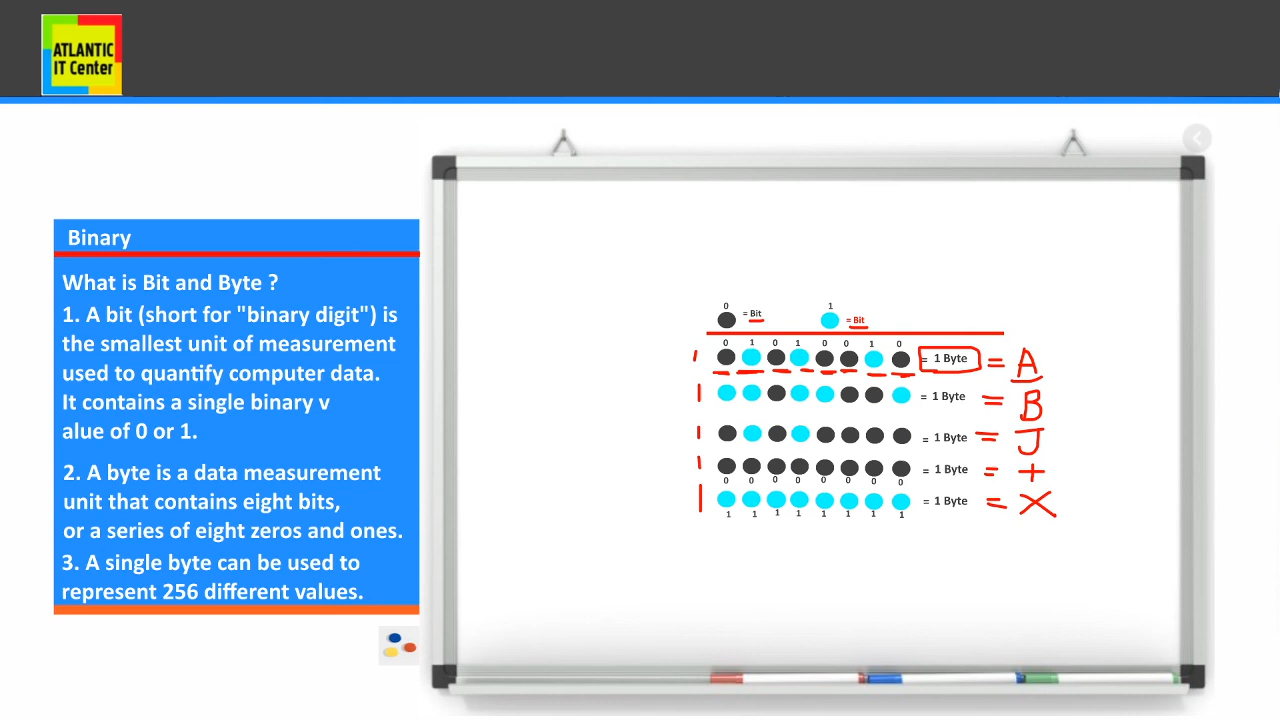 ATLANTIC
IT Center
Binary
What is Bit and Byte ?
1. A bit (short for "binary digit") is
the smallest unit of measurement
used to quantify computer data.
It contains a single binary v
alue of 0 or 1.
2. A byte is a data measurement
unit that contains eight bits,
or a series of eight zeros and ones.
3. A single byte can be used to
represent 256 different values.
0 = Bit 1 = Bit
0 1 0 1 0 0 1 0
= 1 Byte = A
= 1 Byte = B
= 1 Byte = J
= 1 Byte = +
0 0 0 0 0 0 0 0
= 1 Byte = X
1 1 1 1 1 1 1 1